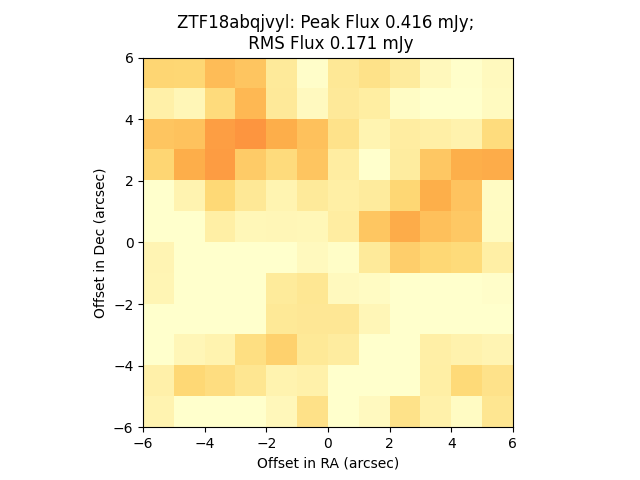 ZTF18abqjvyl: Peak Flux 0.416 mJy;
RMS Flux 0.171 mJy
6
4
2
0
−2
−4
−6
Offset in Dec (arcsec)
−6 −4 −2 0 2 4 6
Offset in RA (arcsec)